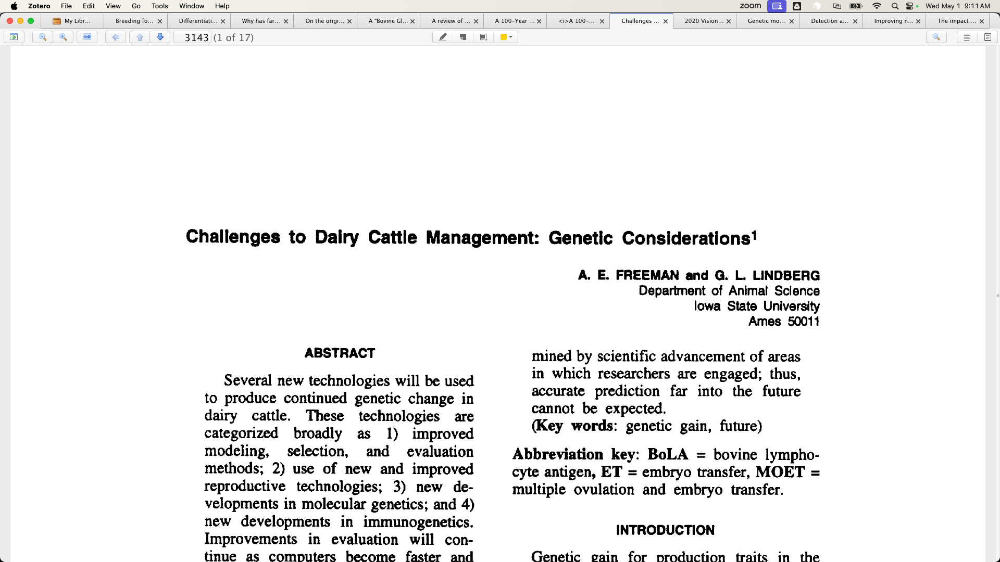 Zotero File Edit View Go Tools Window Help zoom Wed May 1 9:11 AM
My Libr... Breeding fo... Differentiati... Why has far... On the origi... A "Bovine Gl... A review of ... A 100-Year ... <i>A 100-... Challenges ... 2020 Vision... Genetic mo... Detection a... Improving n... The impact ...
3143 (1 of 17)
Challenges to Dairy Cattle Management: Genetic Considerations¹
A. E. FREEMAN and G. L. LINDBERG
Department of Animal Science
Iowa State University
Ames 50011
ABSTRACT
Several new technologies will be used
to produce continued genetic change in
dairy cattle. These technologies are
categorized broadly as 1) improved
modeling, selection, and evaluation
methods; 2) use of new and improved
reproductive technologies; 3) new de-
velopments in molecular genetics; and 4)
new developments in immunogenetics.
Improvements in evaluation will con-
tinue as computers become faster and
mined by scientific advancement of areas
in which researchers are engaged; thus,
accurate prediction far into the future
cannot be expected.
(Key words: genetic gain, future)
Abbreviation key: BoLA = bovine lympho-
cyte antigen, ET = embryo transfer, MOET =
multiple ovulation and embryo transfer.
INTRODUCTION
Genetic gain for production traits in the